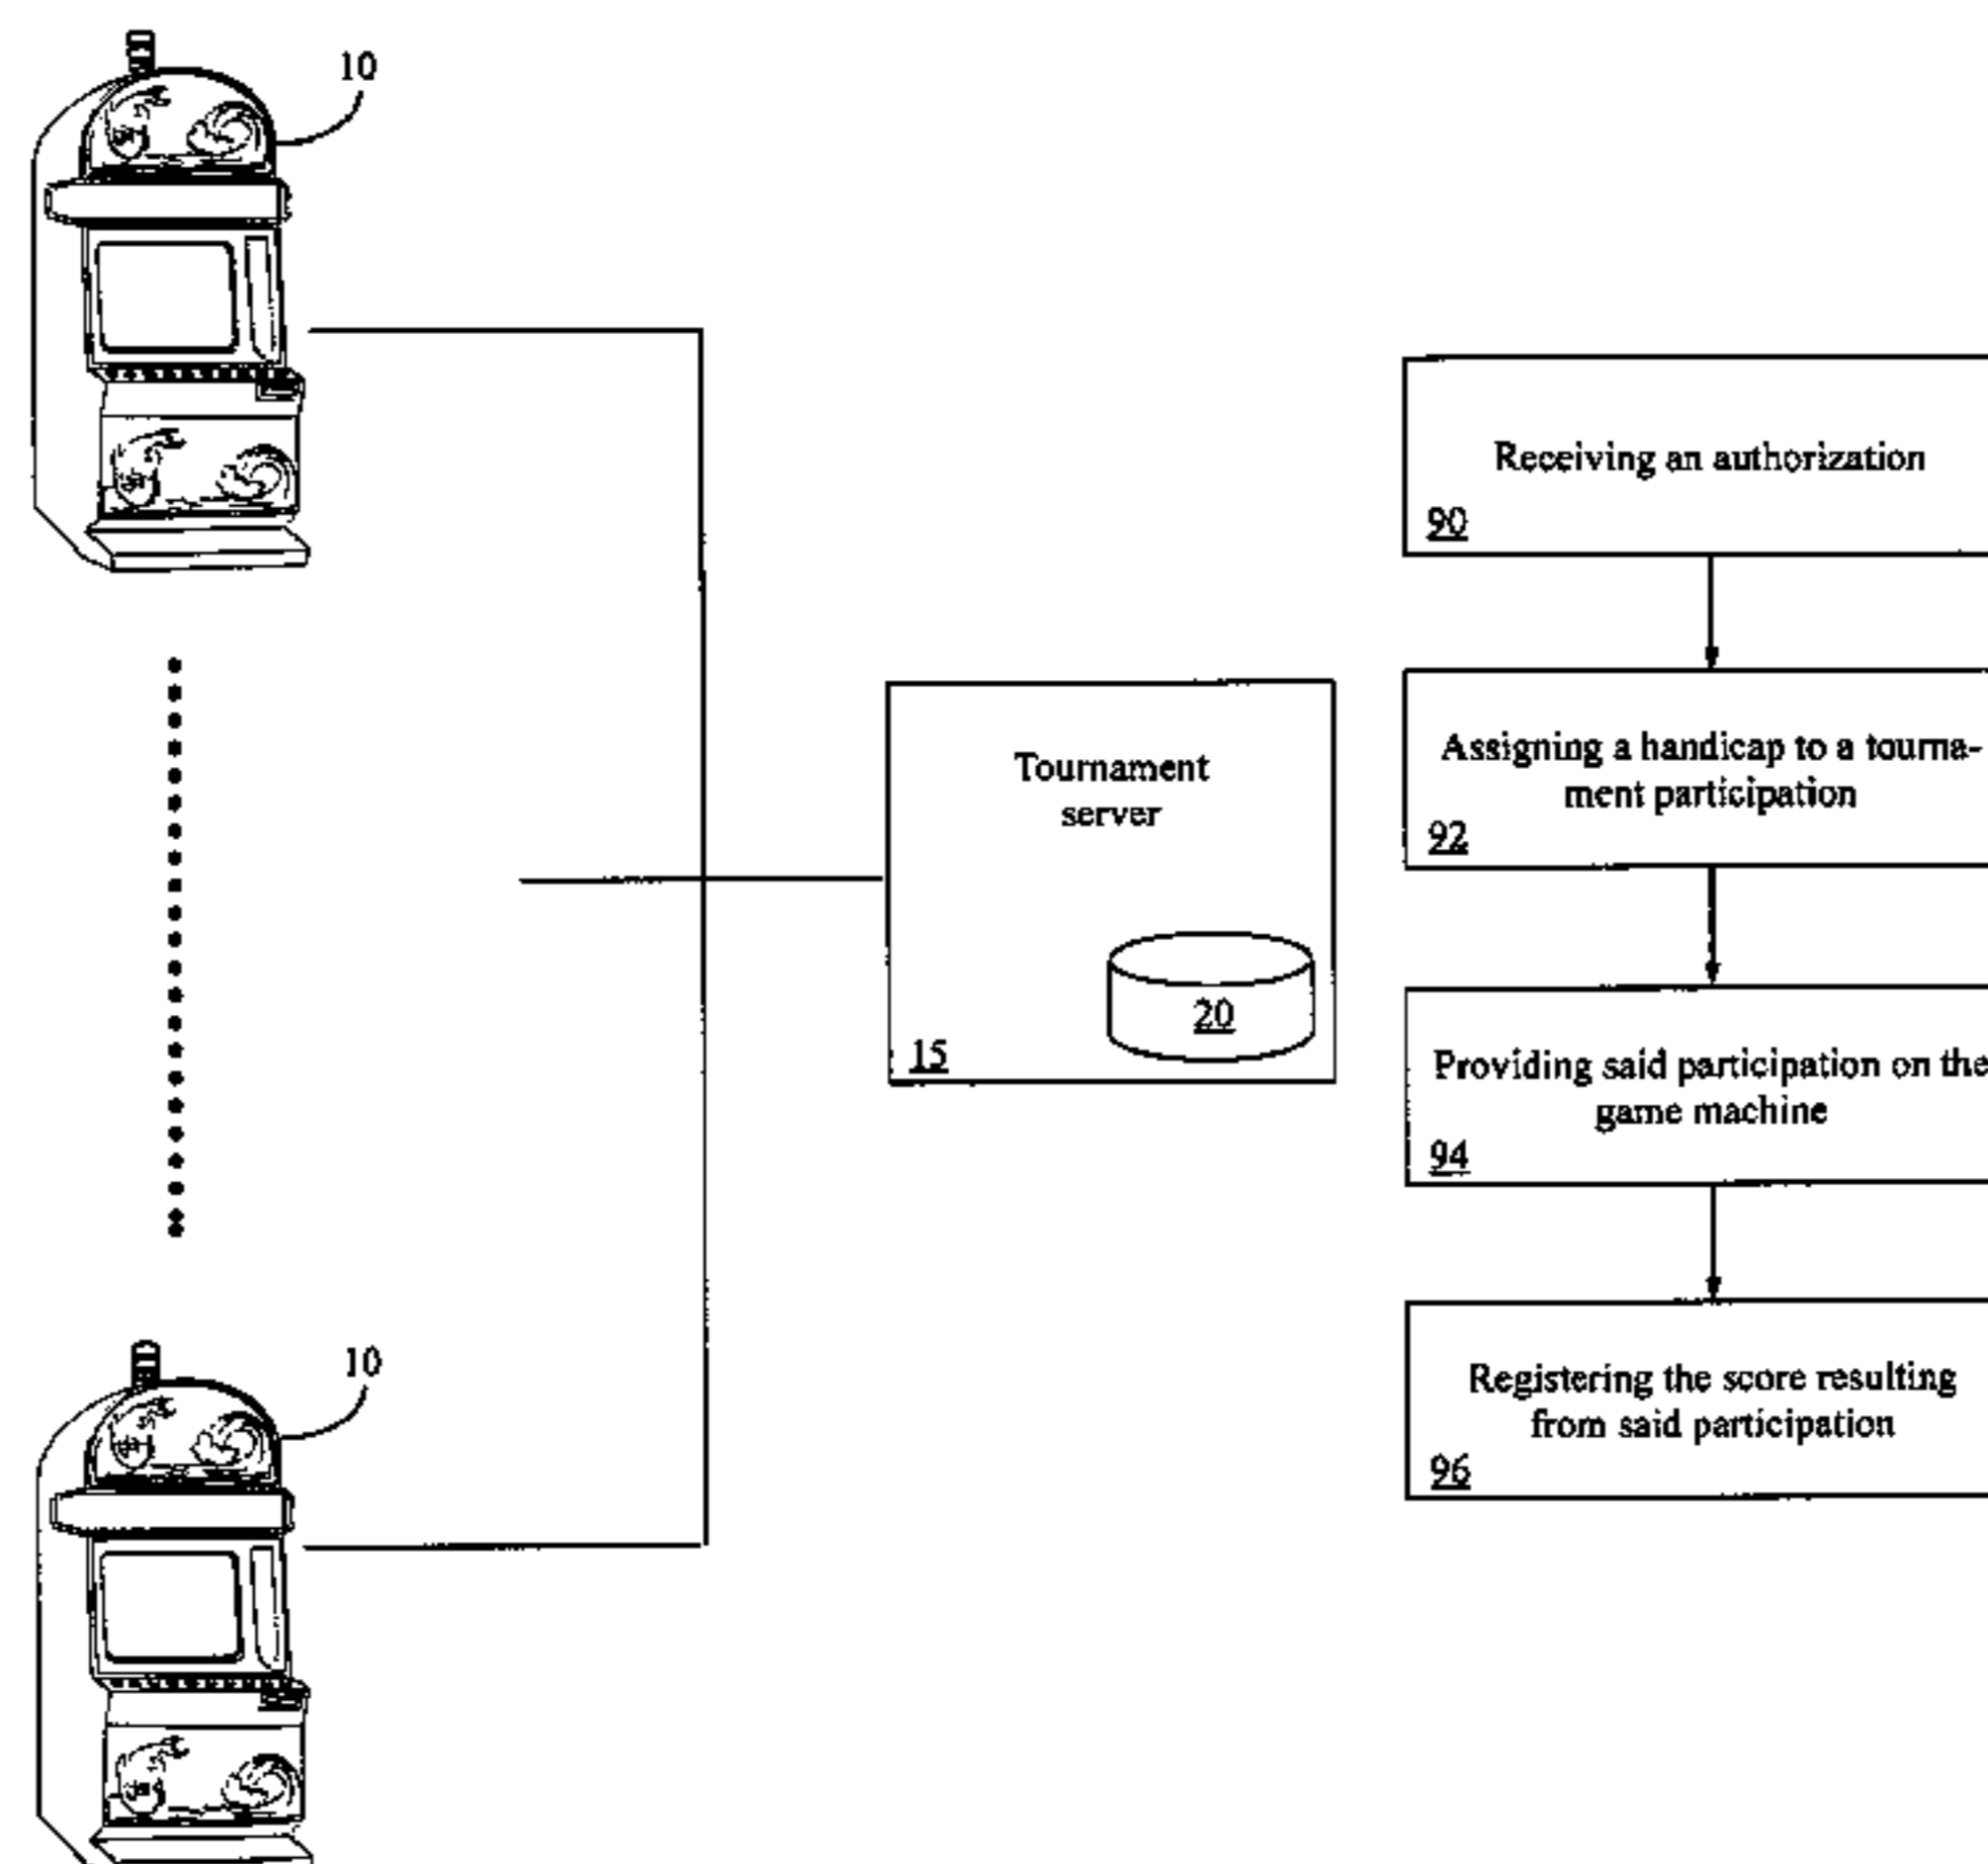 10
Tournament
server
20
15
10
Receiving an authorization
90
Assigning a handicap to a tourna-
ment participation
92
Providing said participation on the
game machine
94
Registering the score resulting
from said participation
96